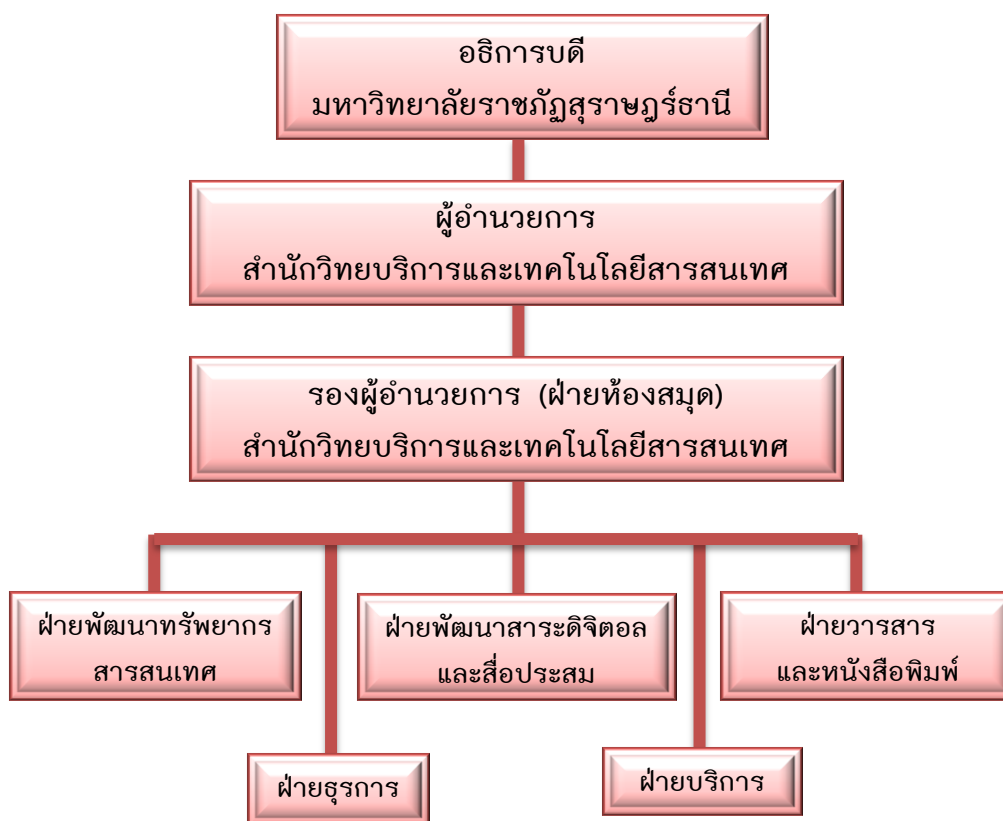 อธิการบดี
มหาวิทยาลัยราชภัฏสุราษฎร์ธานี
ผู้อำนวยการ
สำนักวิทยบริการและเทคโนโลยีสารสนเทศ
รองผู้อำนวยการ (ฝ่ายห้องสมุด)
สำนักวิทยบริการและเทคโนโลยีสารสนเทศ
ฝ่ายพัฒนาทรัพยากร
สารสนเทศ
ฝ่ายพัฒนาสาระดิจิตอล
และสื่อประสม
ฝ่ายวารสาร
และหนังสือพิมพ์
ฝ่ายธุรการ
ฝ่ายบริการ